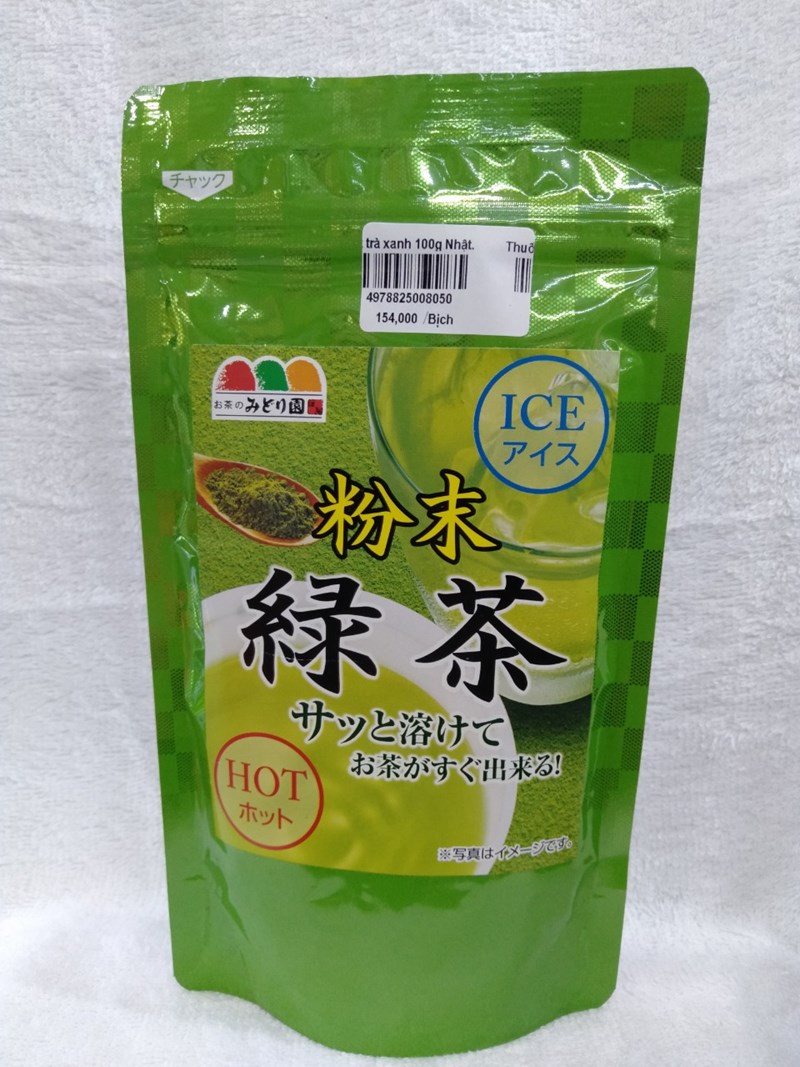 チャック
trà xanh 100g Nhật.
4978825008050
154,000 /Bịch
お茶のみどり園
ICE
アイス
粉末
緑茶
サッと溶けて
お茶がすぐ出来る!
HOT
ホット
※写真はイメージです。